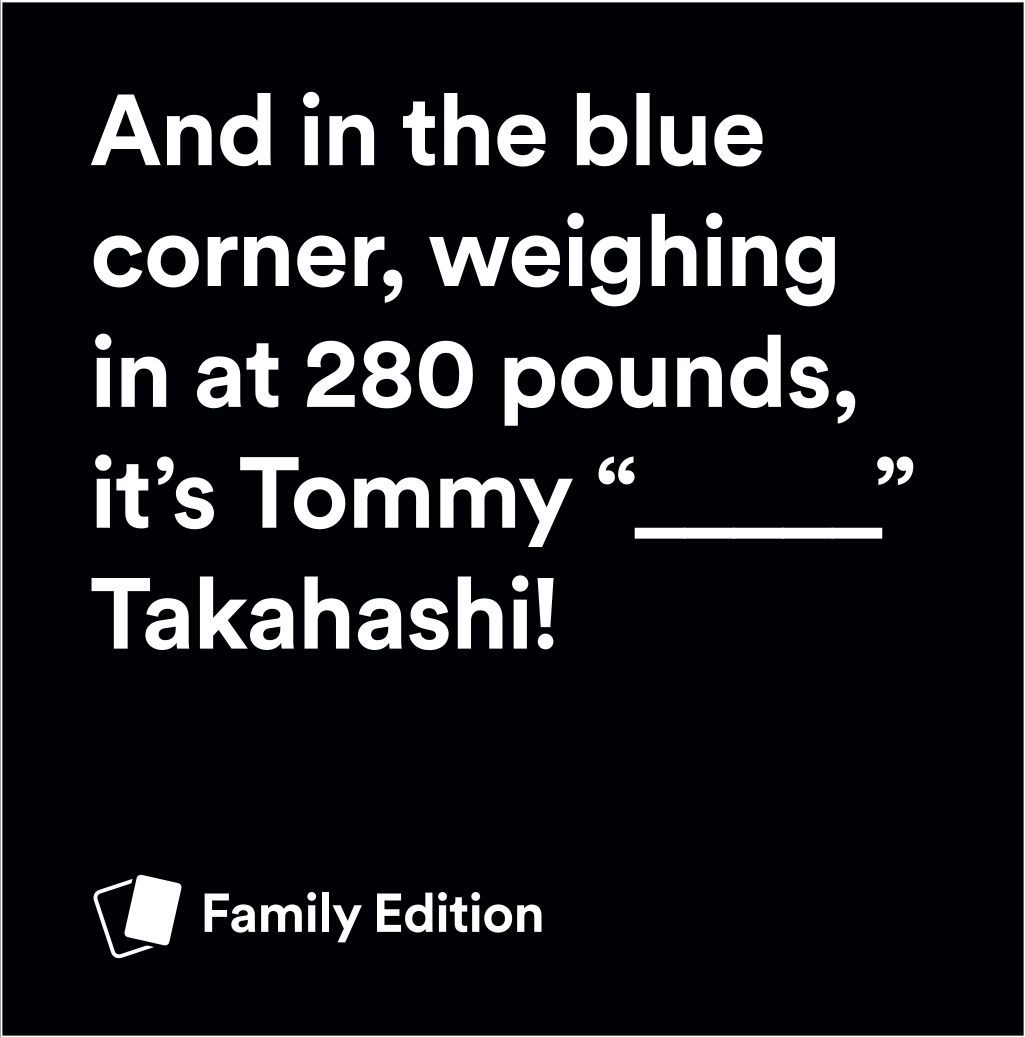 And in the blue
corner, weighing
in at 280 pounds,
it’s Tommy “_____”
Takahashi!
Family Edition